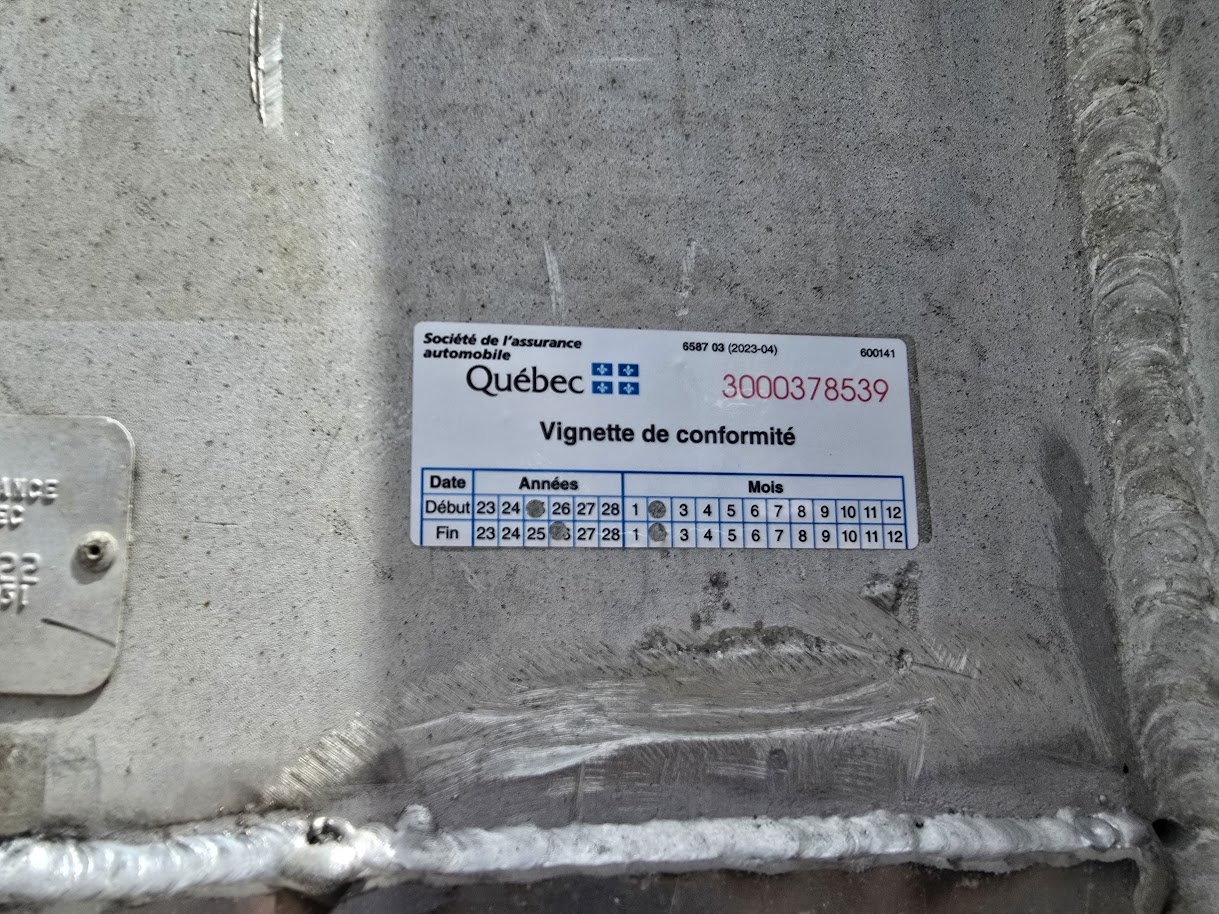 Société de l'assurance
automobile
Québec
6587 03 (2023-04)
600141
3000378539
Vignette de conformité
Date Années Mois
Début 23 24 26 27 28 1 3 4 5 6 7 8 9 10 11 12
Fin 23 24 25 27 28 1 3 4 5 6 7 8 9 10 11 12